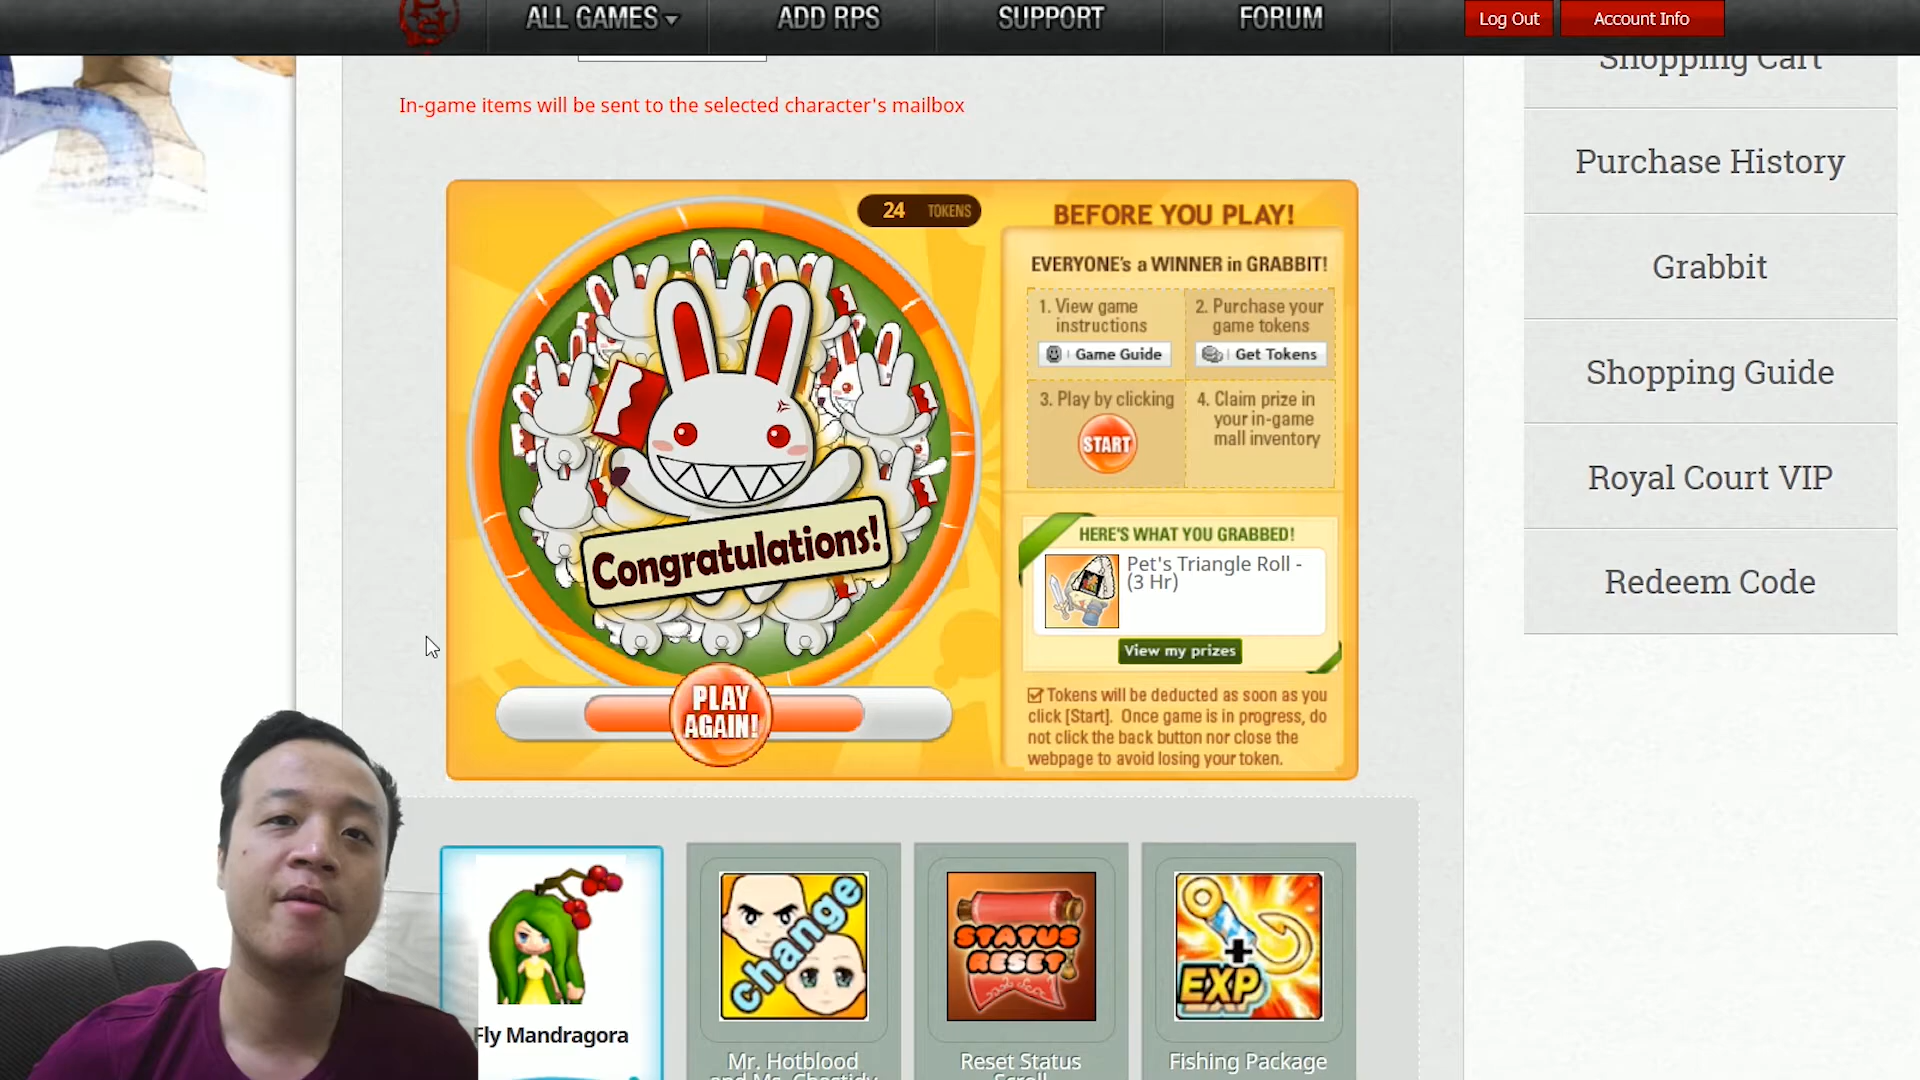 ALL GAMES
ADD RPS
SUPPORT
FORUM
Log Out
Account Info
Shopping Cart
Purchase History
Grabbit
Shopping Guide
Royal Court VIP
Redeem Code
In-game items will be sent to the selected character's mailbox
24 TOKENS
Congratulations!
PLAY
AGAIN!
BEFORE YOU PLAY!
EVERYONE's a WINNER in GRABBIT!
1. View game
instructions
Game Guide
2. Purchase your
game tokens
Get Tokens
3. Play by clicking
START
4. Claim prize in
your in-game
mall inventory
HERE'S WHAT YOU GRABBED!
Pet's Triangle Roll -
(3 Hr)
View my prizes
Tokens will be deducted as soon as you
click [Start]. Once game is in progress, do
not click the back button nor close the
webpage to avoid losing your token.
Fly Mandragora
change
Mr. Hotblood
and Ms. Chastidy
STATUS
RESET
Reset Status
Scroll
+
EXP
Fishing Package